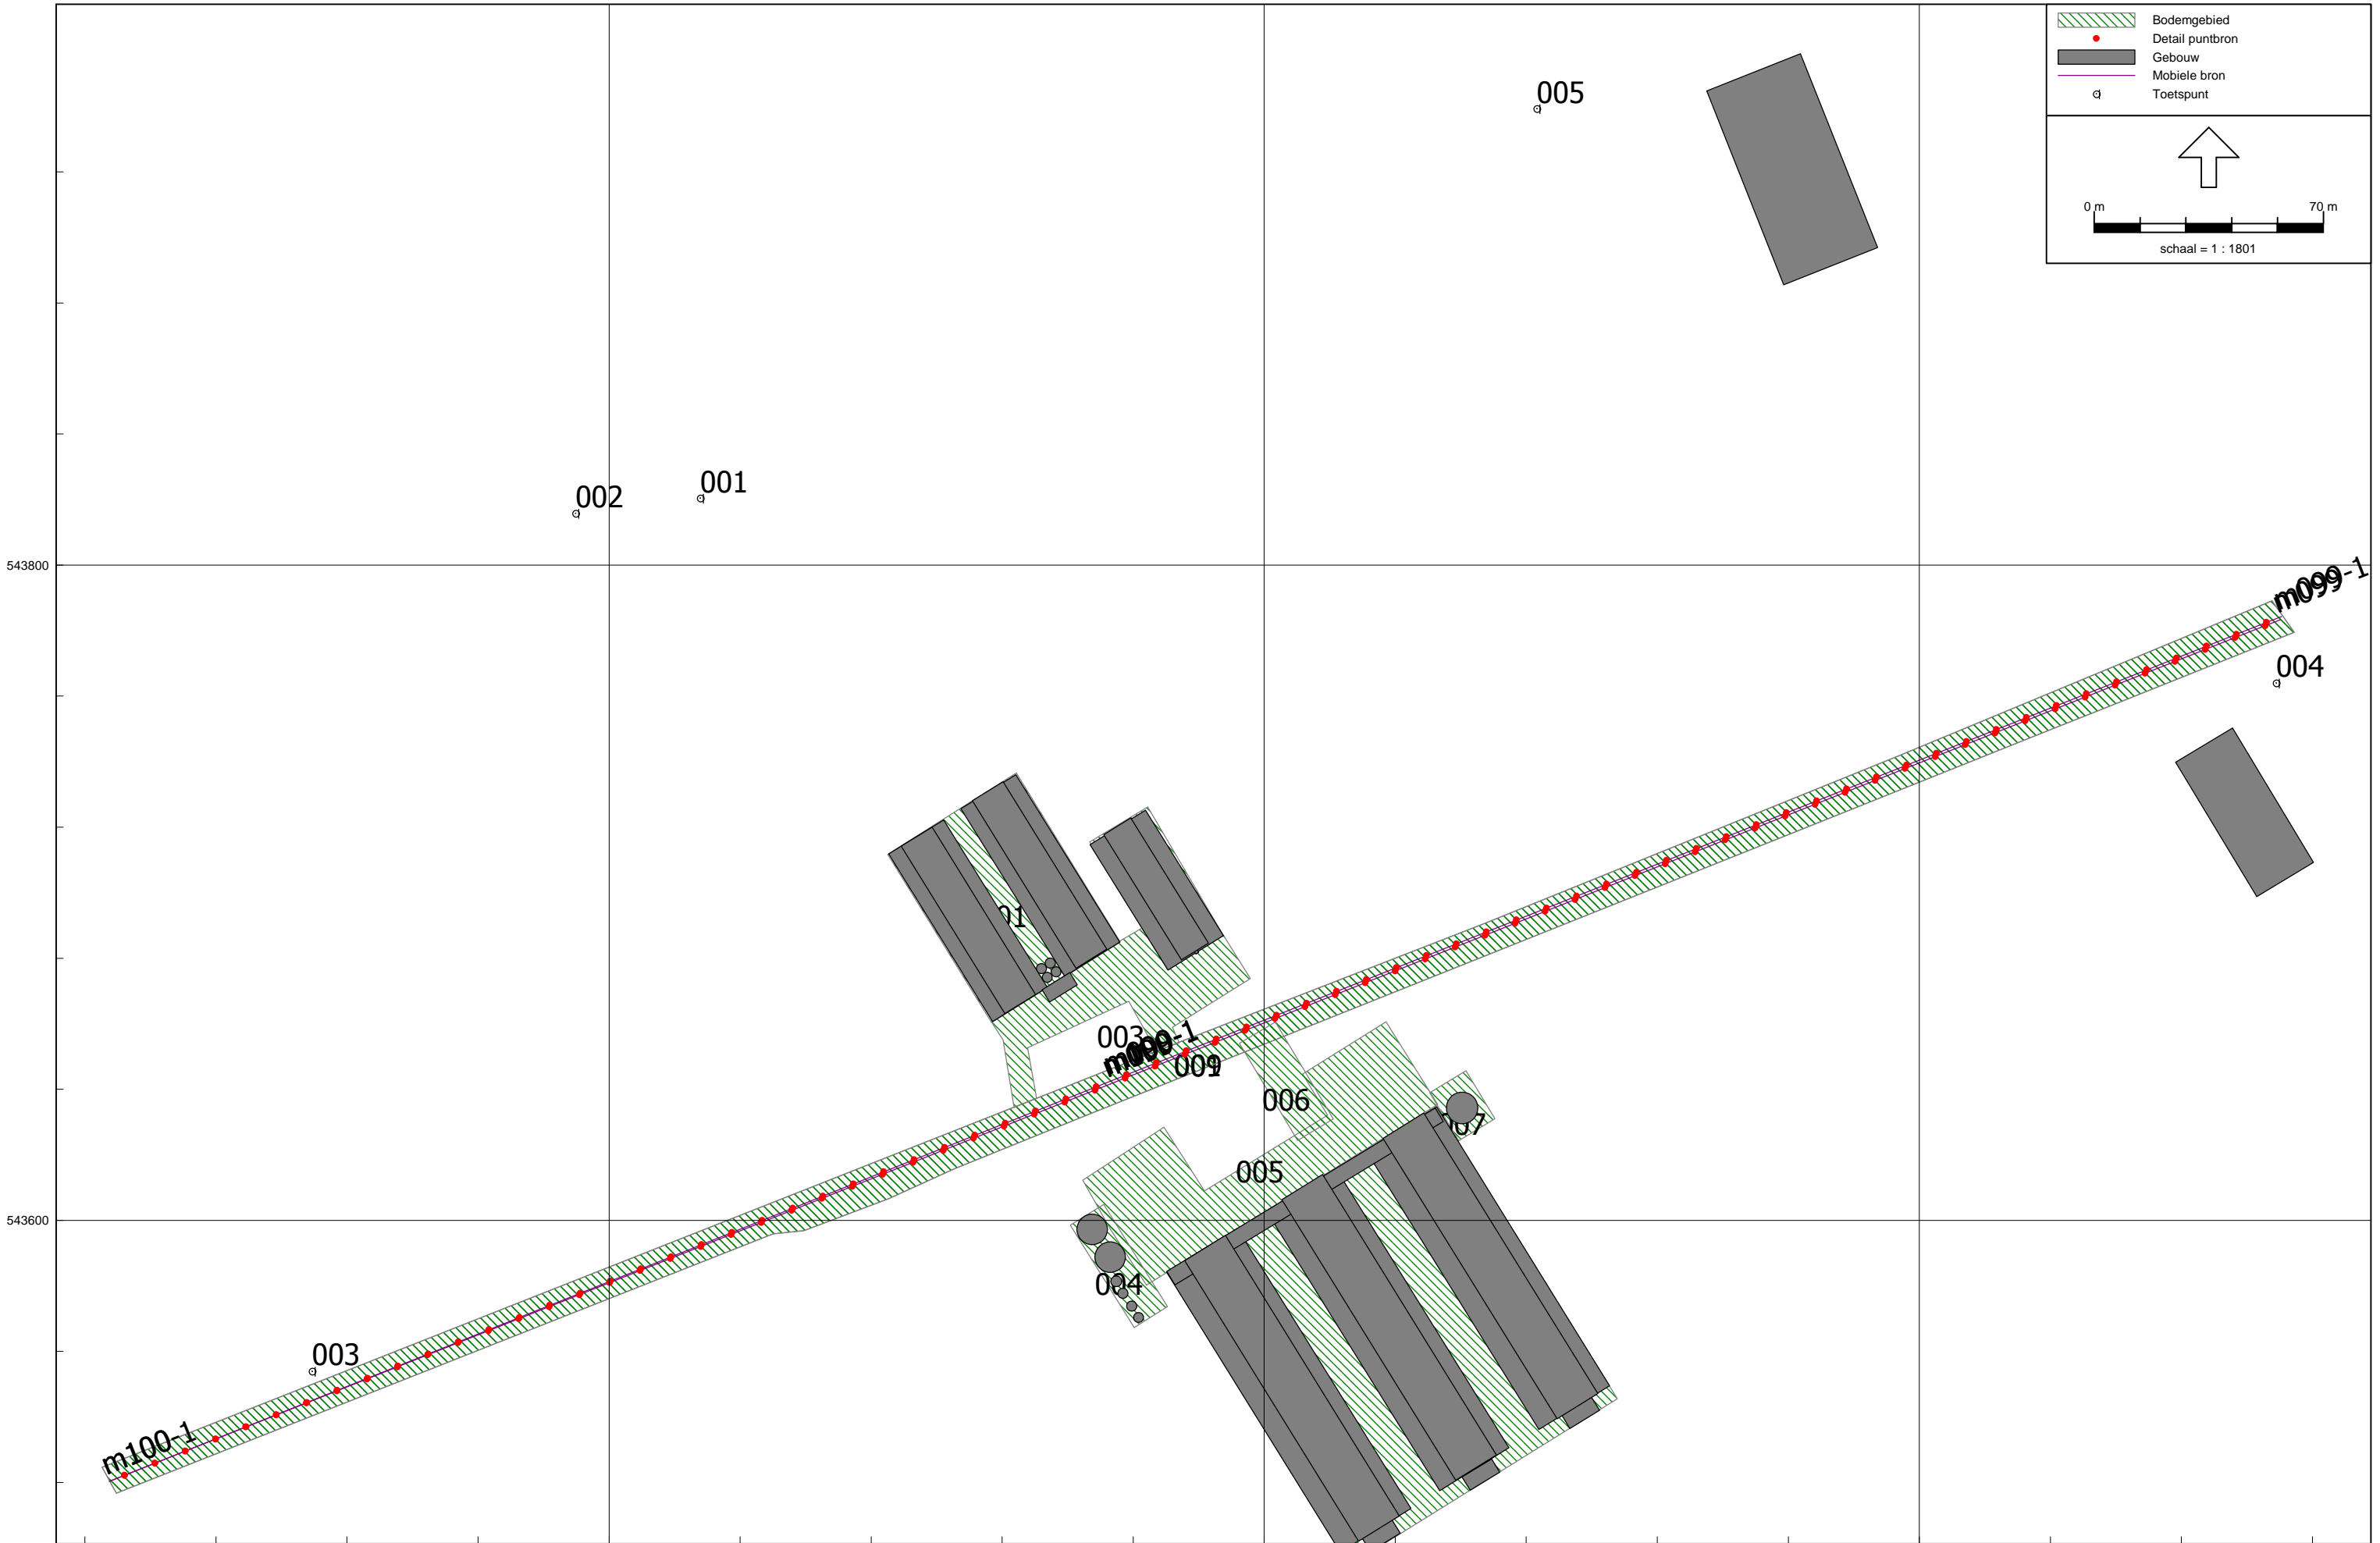 Bodemgebied
Detail puntbron
Gebouw
Mobiele bron
Toetspunt
0 m 70 m
schaal = 1 : 1801
005
001
002
543800
m099-1
004
003
006
005
543600
004
003
m100-1